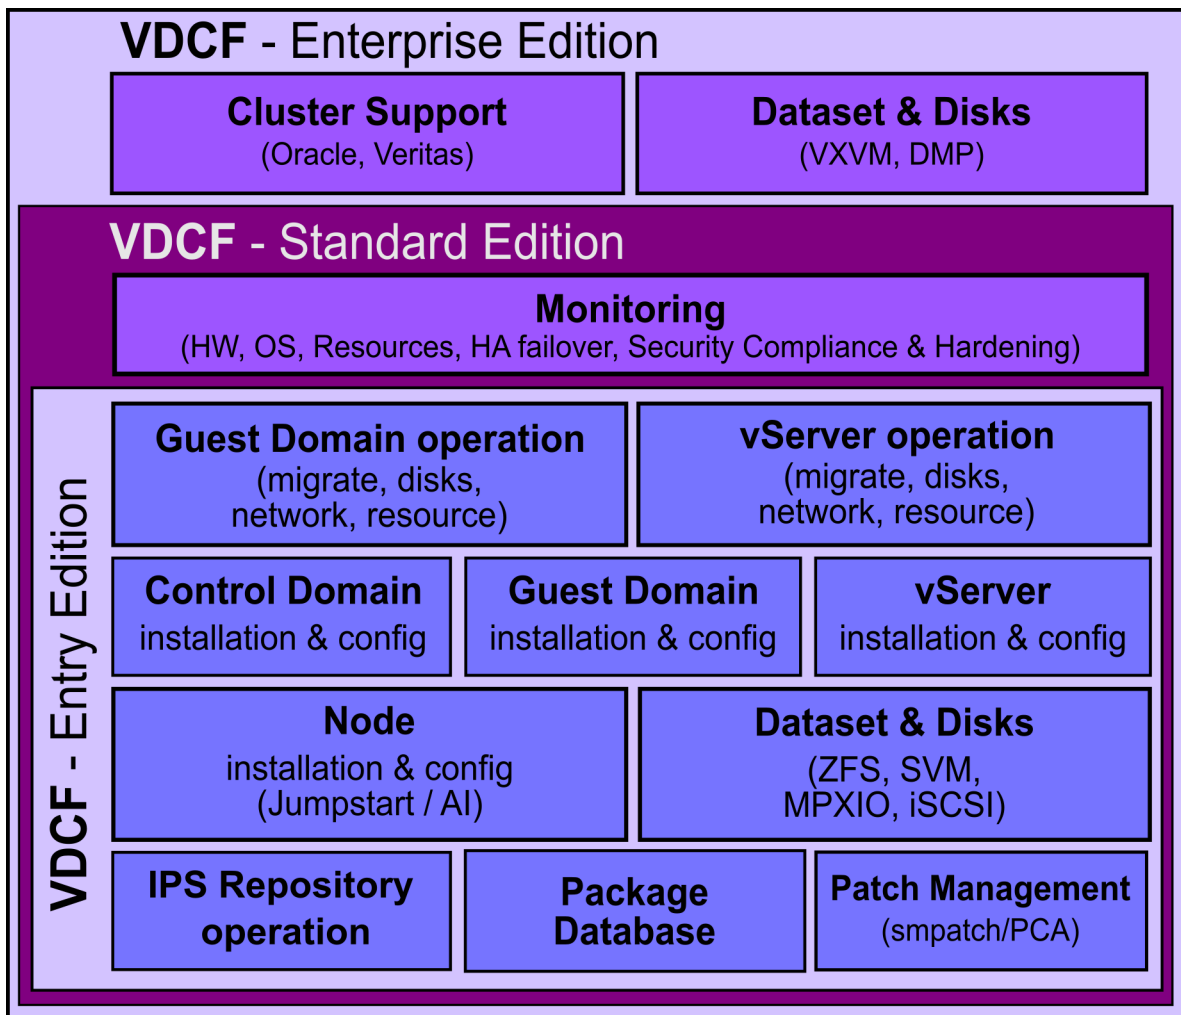 VDCF - Enterprise Edition
Cluster Support
(Oracle, Veritas)
Dataset & Disks
(VXVM, DMP)
VDCF - Standard Edition
Monitoring
(HW, OS, Resources, HA failover, Security Compliance & Hardening)
VDCF - Entry Edition
Guest Domain operation
(migrate, disks,
network, resource)
vServer operation
(migrate, disks,
network, resource)
Control Domain
installation & config
Guest Domain
installation & config
vServer
installation & config
Node
installation & config
(Jumpstart / AI)
Dataset & Disks
(ZFS, SVM,
MPXIO, iSCSI)
IPS Repository
operation
Package
Database
Patch Management
(smpatch/PCA)